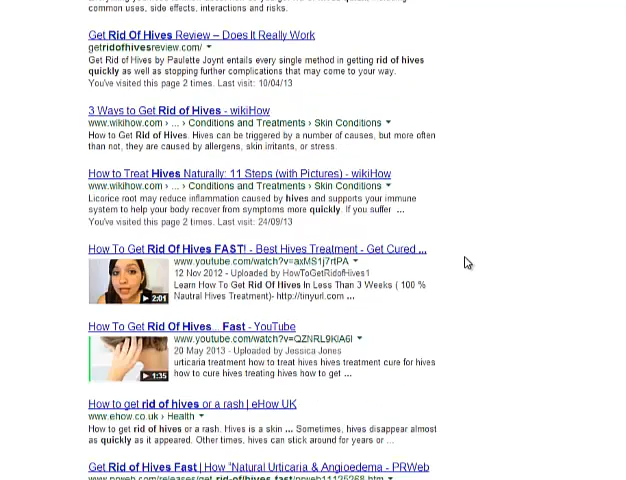 common uses, side effects, interactions and risks.
Get Rid Of Hives Review – Does It Really Work
getridofhivesreview.com/
Get Rid of Hives by Paulette Joynt entails every single method in getting rid of hives
quickly as well as stopping further complications that may come to your way.
You've visited this page 2 times. Last visit: 10/04/13
3 Ways to Get Rid of Hives - wikiHow
www.wikihow.com › ... › Conditions and Treatments › Skin Conditions
How to Get Rid of Hives. Hives can be triggered by a number of causes, but more often
than not, they are caused by allergens, skin irritants, or stress.
How to Treat Hives Naturally: 11 Steps (with Pictures) - wikiHow
www.wikihow.com › ... › Conditions and Treatments › Skin Conditions
Licorice root may reduce inflammation caused by hives and supports your immune
system to help your body recover from symptoms more quickly. If you suffer ...
You've visited this page 2 times. Last visit: 24/09/13
How To Get Rid Of Hives FAST! - Best Hives Treatment - Get Cured ...
www.youtube.com/watch?v=axMS1j7rtPA
12 Nov 2012 - Uploaded by HowToGetRidofHives1
Learn How To Get Rid Of Hives In Less Than 3 Weeks ( 100 %
Nautral Hives Treatment)- http://tinyurl.com ...
2:01
How To Get Rid Of Hives... Fast - YouTube
www.youtube.com/watch?v=QZNRL9KIA6I
20 May 2013 - Uploaded by Jessica Jones
urticaria treatment how to treat hives hives treatment cure for hives
how to cure hives treating hives how to get ...
1:35
How to get rid of hives or a rash | eHow UK
www.ehow.co.uk › Health
How to get rid of hives or a rash. Hives is a skin ... Sometimes, hives disappear almost
as quickly as it appeared. Other times, hives can stick around for years or ...
Get Rid of Hives Fast | How "Natural Urticaria & Angioedema - PRWeb